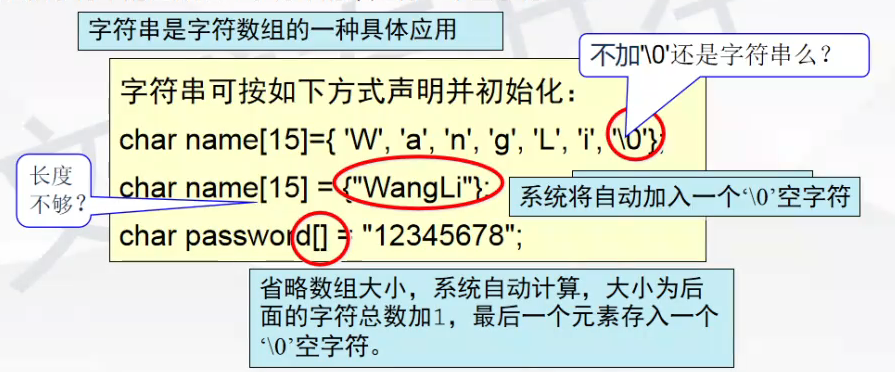 字符串是字符数组的一种具体应用
不加'\0'还是字符串么？
字符串可按如下方式声明并初始化：
char name[15]={ 'W', 'a', 'n', 'g', 'L', 'i', '\0'};
长度
不够？
char name[15] = {"WangLi"};
系统将自动加入一个‘\0’空字符
char password[] = "12345678";
省略数组大小，系统自动计算，大小为后
面的字符总数加1，最后一个元素存入一个
‘\0’空字符。